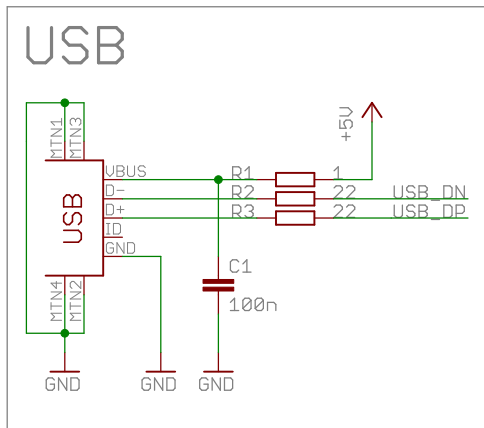 USB
MTN1
MTN3
+5V
VBUS
R1
1
D-
R2
22
USB_DN
USB
D+
R3
22
USB_DP
ID
GND
C1
MTN4
MTN2
100n
GND
GND
GND